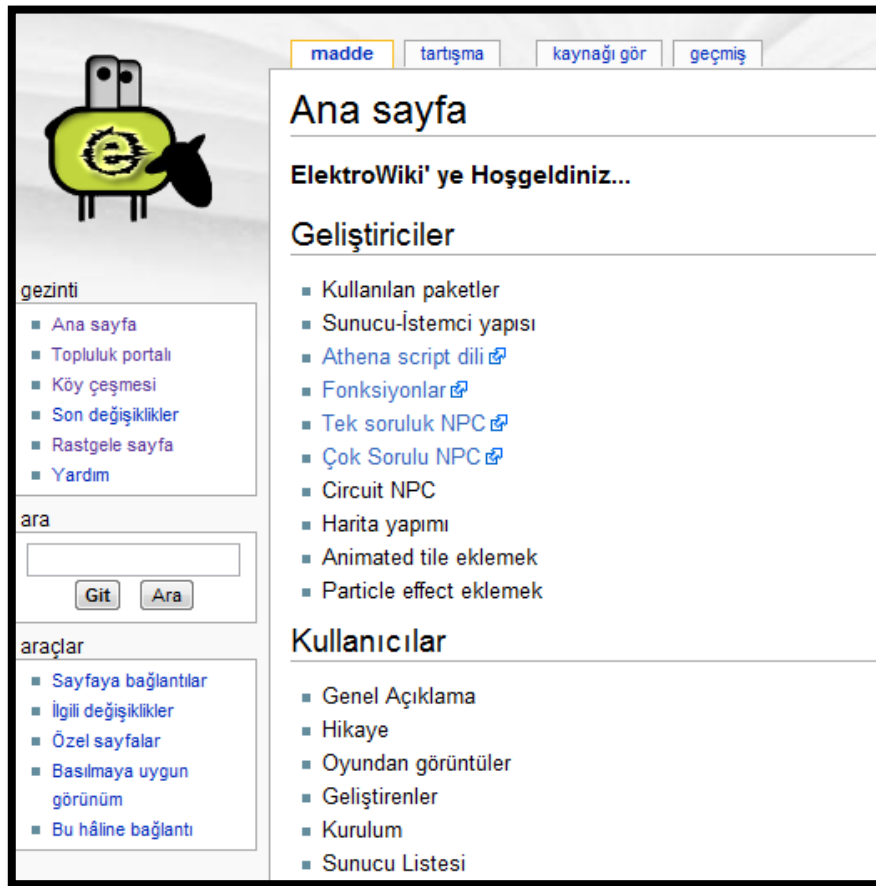 madde tartışma kaynağı gör geçmiş
Ana sayfa
ElektroWiki' ye Hoşgeldiniz...
Geliştiriciler
Kullanılan paketler
Sunucu-İstemci yapısı
Athena script dili
Fonksiyonlar
Tek soruluk NPC
Çok Sorulu NPC
Circuit NPC
Harita yapımı
Animated tile eklemek
Particle effect eklemek
Kullanıcılar
Genel Açıklama
Hikaye
Oyundan görüntüler
Geliştirenler
Kurulum
Sunucu Listesi
e
gezinti
Ana sayfa
Topluluk portalı
Köy çeşmesi
Son değişiklikler
Rastgele sayfa
Yardım
ara
Git Ara
araçlar
Sayfaya bağlantılar
İlgili değişiklikler
Özel sayfalar
Basılmaya uygun
görünüm
Bu hâline bağlantı